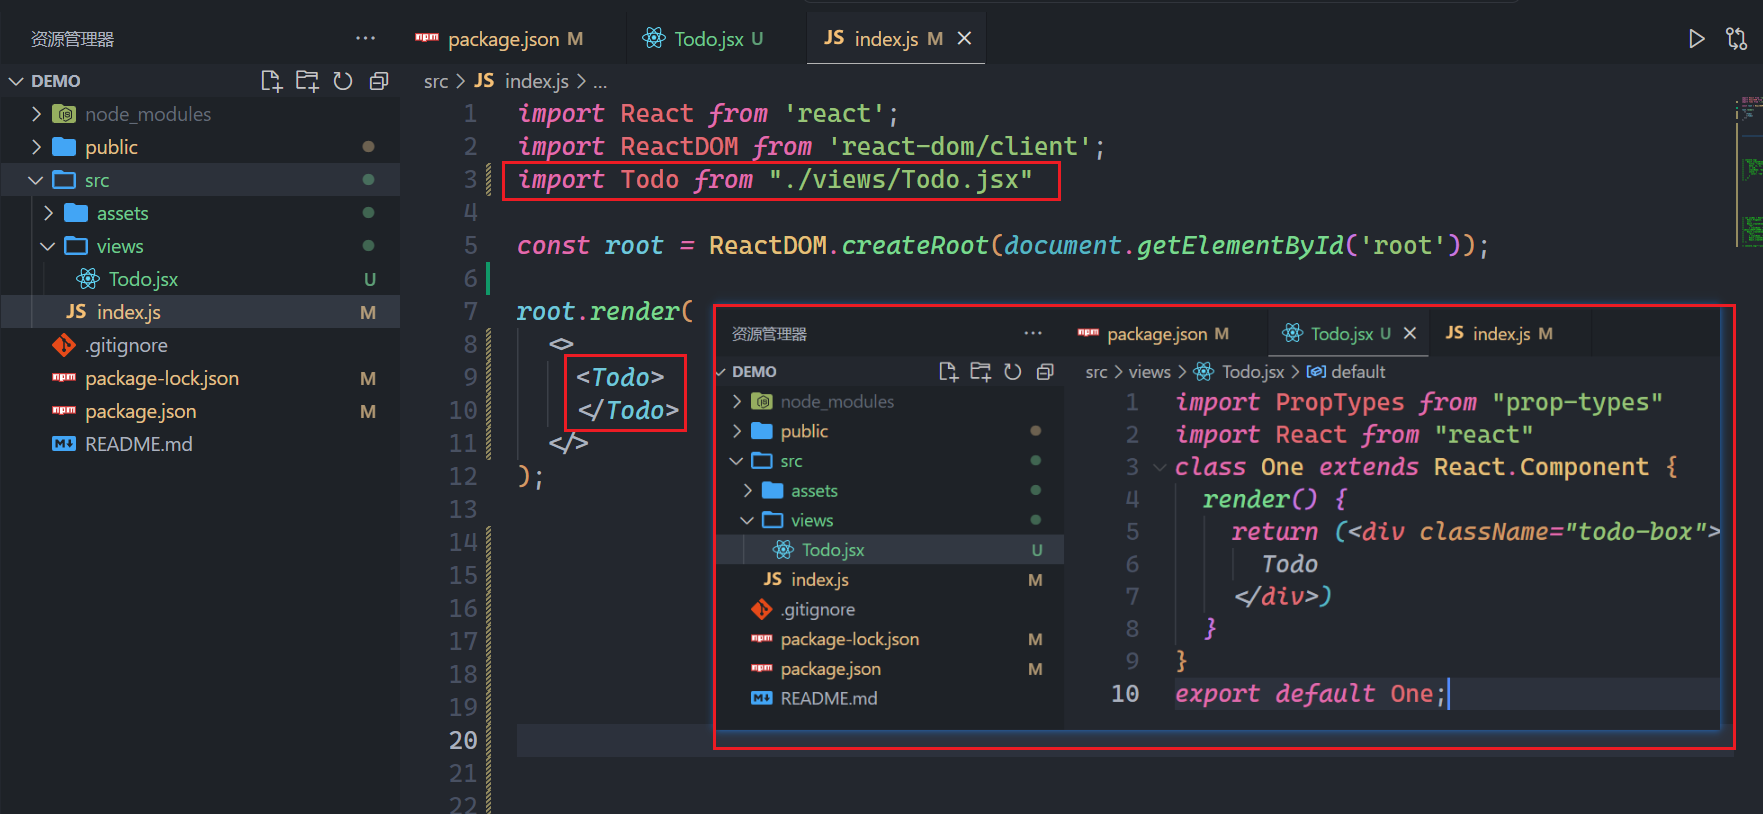 资源管理器 ···
DEMO
node_modules
public
src
assets
views
Todo.jsx U
JS index.js M
.gitignore
package-lock.json M
package.json M
README.md
package.json M Todo.jsx U JS index.js M
src > JS index.js > ...
1 import React from 'react';
2 import ReactDOM from 'react-dom/client';
3 import Todo from "./views/Todo.jsx"
4
5 const root = ReactDOM.createRoot(document.getElementById('root'));
6
7 root.render(
8 <>
9 <Todo>
10 </Todo>
11 </>
12 );
13
14
15
16
17
18
19
20
21
22
资源管理器 ···
DEMO
node_modules
public
src
assets
views
Todo.jsx U
JS index.js M
.gitignore
package-lock.json M
package.json M
README.md
package.json M Todo.jsx U JS index.js M
src > views > Todo.jsx > default
1 import PropTypes from "prop-types"
2 import React from "react"
3 class One extends React.Component {
4 render() {
5 return (<div className="todo-box">
6 Todo
7 </div>)
8 }
9 }
10 export default One;